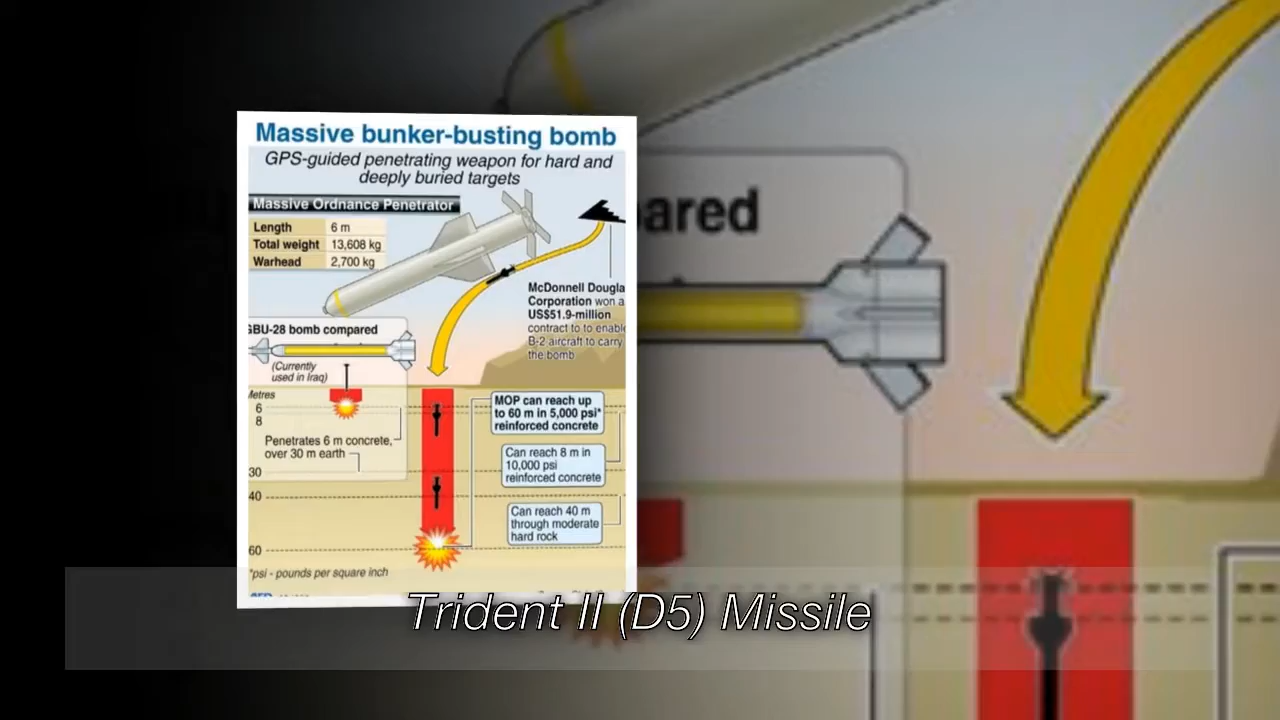 Massive bunker-busting bomb
GPS-guided penetrating weapon for hard and
deeply buried targets
Massive Ordnance Penetrator
Length 6 m
Total weight 13,608 kg
Warhead 2,700 kg
McDonnell Dougla
Corporation won a
US$51.9-million
contract to to enable
B-2 aircraft to carry
the bomb
GBU-28 bomb compared
(Currently
used in Iraq)
Metres
6
8
Penetrates 6 m concrete,
over 30 m earth
30
40
60
MOP can reach up
to 60 m in 5,000 psi*
reinforced concrete
Can reach 8 m in
10,000 psi
reinforced concrete
Can reach 40 m
through moderate
hard rock
*psi - pounds per square inch
ared
Trident II (D5) Missile